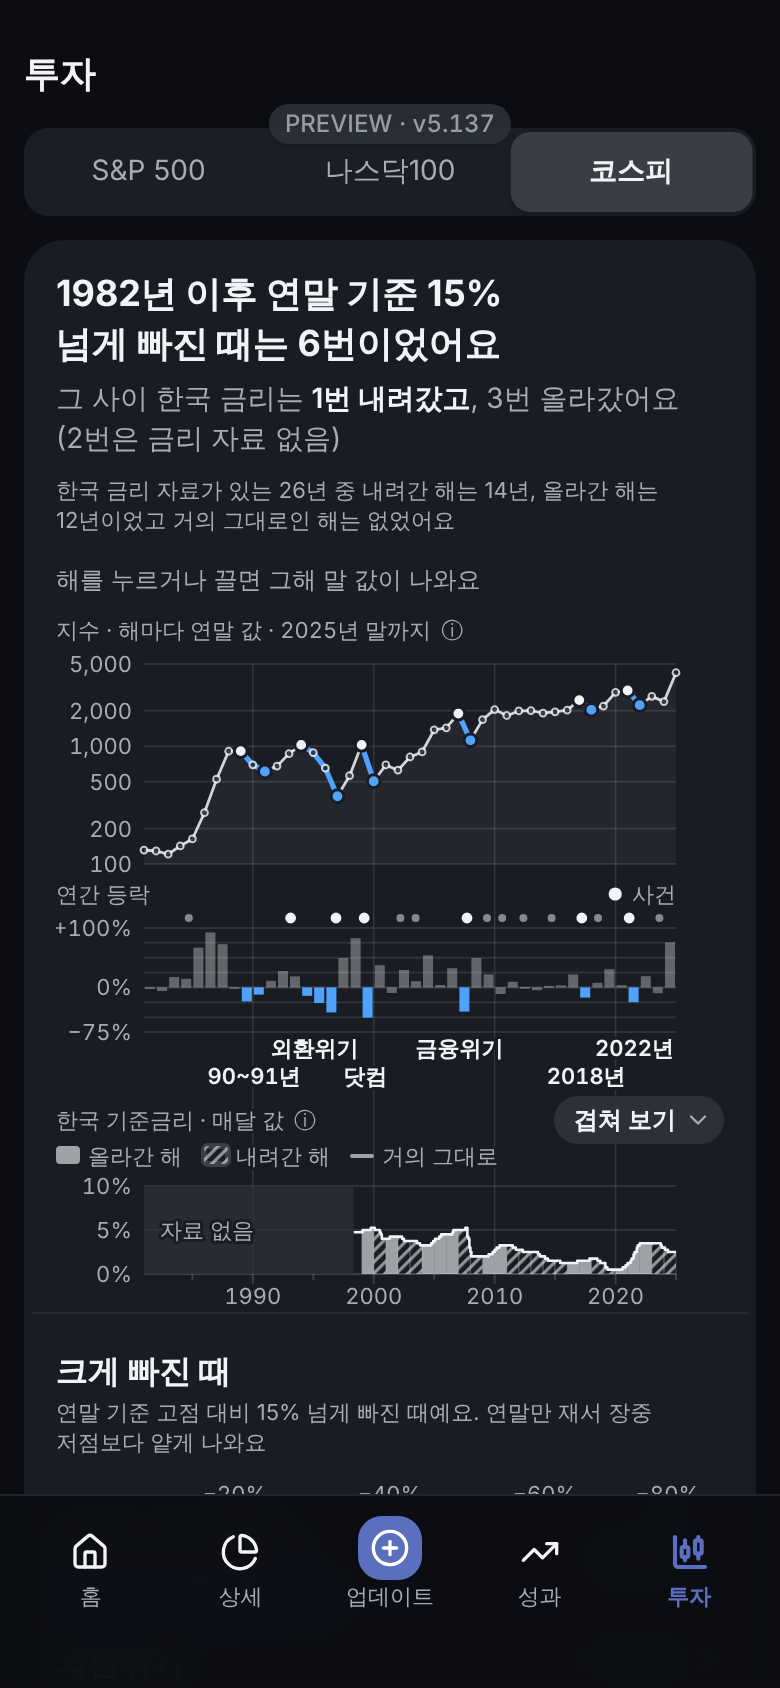 투자
PREVIEW · v5.137
S&P 500
나스닥100
코스피
1982년 이후 연말 기준 15%
넘게 빠진 때는 6번이었어요
그 사이 한국 금리는 1번 내려갔고, 3번 올라갔어요
(2번은 금리 자료 없음)
한국 금리 자료가 있는 26년 중 내려간 해는 14년, 올라간 해는
12년이었고 거의 그대로인 해는 없었어요
해를 누르거나 끌면 그해 말 값이 나와요
지수 · 해마다 연말 값 · 2025년 말까지 ⓘ
5,000
2,000
1,000
500
200
100
연간 등락
사건
+100%
0%
−75%
외환위기 금융위기 2022년
90~91년 닷컴 2018년
한국 기준금리 · 매달 값 ⓘ
겹쳐 보기
올라간 해 내려간 해 거의 그대로
10%
5%
자료 없음
0%
1990 2000 2010 2020
크게 빠진 때
연말 기준 고점 대비 15% 넘게 빠진 때예요. 연말만 재서 장중
저점보다 얕게 나와요
−20% −40% −60% −80%
홈 상세 업데이트 성과 투자